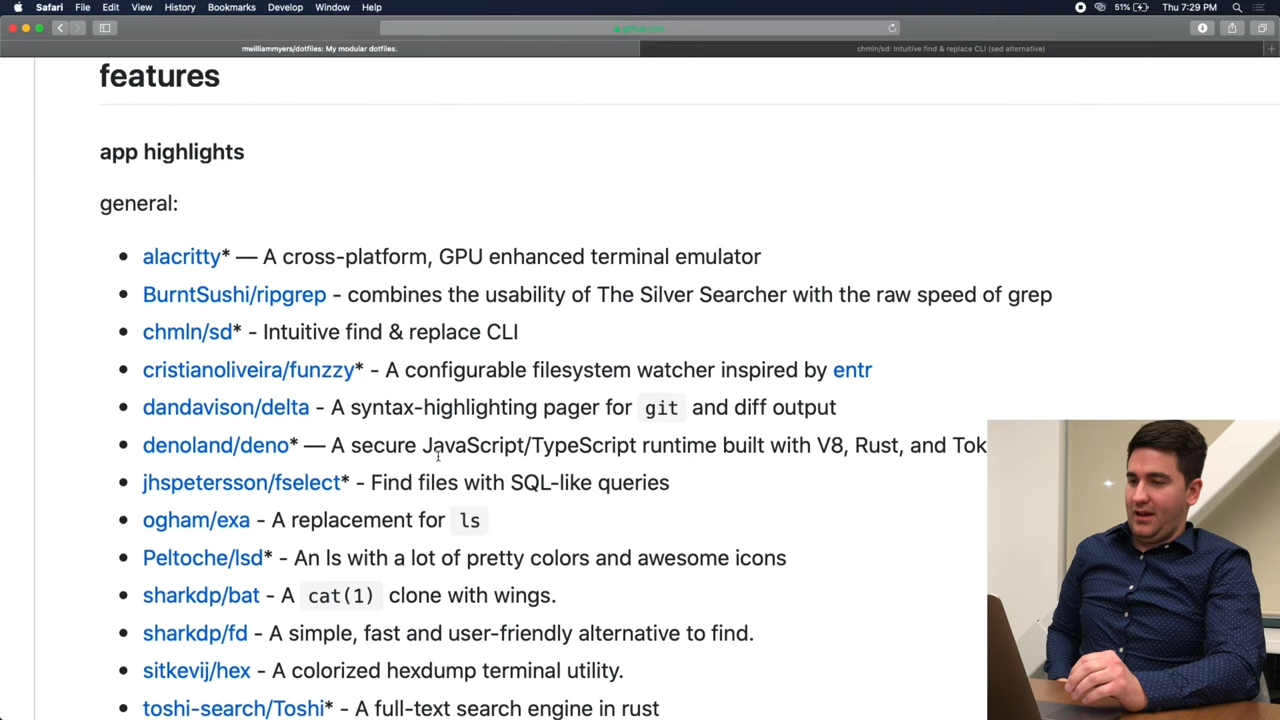 Safari File Edit View History Bookmarks Develop Window Help 51% Thu 7:29 PM
mwilliammyers/dotfiles: My modular dotfiles. chmln/sd: Intuitive find & replace CLI (sed alternative)
features
app highlights
general:
alacritty* — A cross-platform, GPU enhanced terminal emulator
BurntSushi/ripgrep - combines the usability of The Silver Searcher with the raw speed of grep
chmln/sd* - Intuitive find & replace CLI
cristianoliveira/funzzy* - A configurable filesystem watcher inspired by entr
dandavison/delta - A syntax-highlighting pager for git and diff output
denoland/deno* — A secure JavaScript/TypeScript runtime built with V8, Rust, and Tok
jhspetersson/fselect* - Find files with SQL-like queries
ogham/exa - A replacement for ls
Peltoche/lsd* - An ls with a lot of pretty colors and awesome icons
sharkdp/bat - A cat(1) clone with wings.
sharkdp/fd - A simple, fast and user-friendly alternative to find.
sitkevij/hex - A colorized hexdump terminal utility.
toshi-search/Toshi* - A full-text search engine in rust